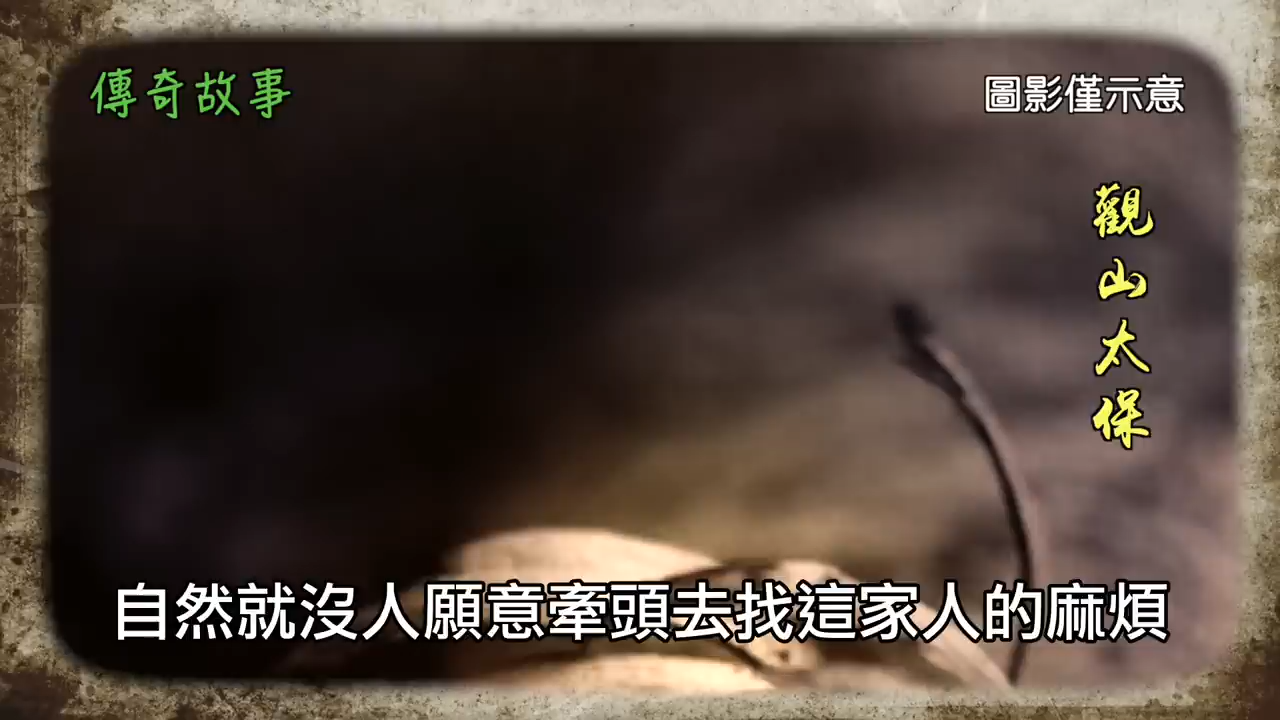 傳奇故事
圖影僅示意
觀山太保
自然就沒人願意牽頭去找這家人的麻煩